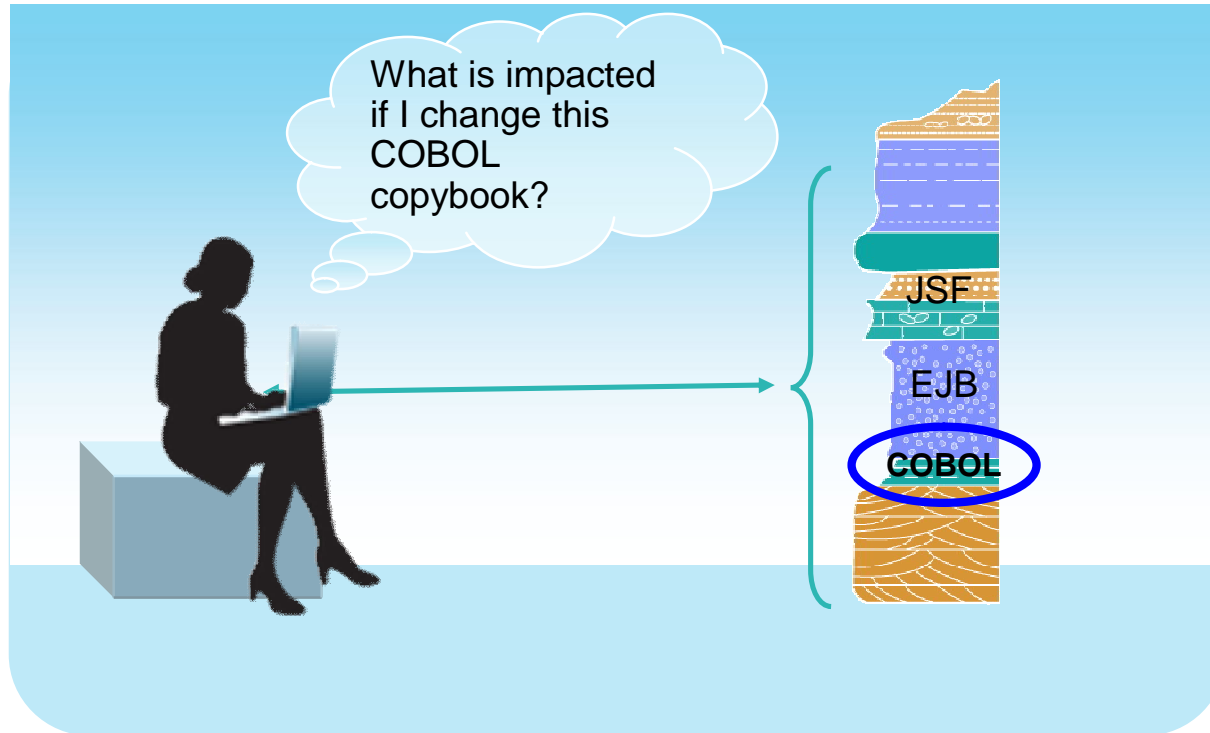 What is impacted
if I change this
COBOL
copybook?
JSF
EJB
COBOL